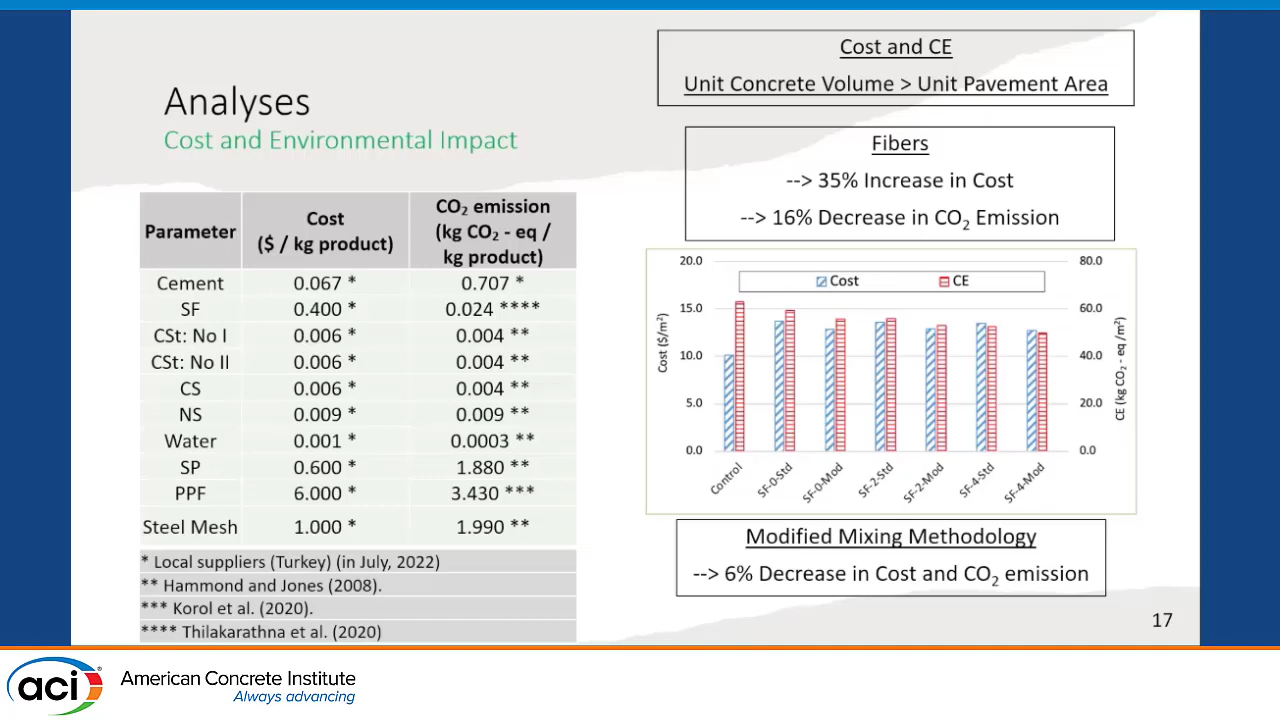 Analyses
Cost and Environmental Impact
Parameter Cost ($ / kg product) CO₂ emission (kg CO₂ - eq / kg product)
Cement 0.067 * 0.707 *
SF 0.400 * 0.024 ****
CSt: No I 0.006 * 0.004 **
CSt: No II 0.006 * 0.004 **
CS 0.006 * 0.004 **
NS 0.009 * 0.009 **
Water 0.001 * 0.0003 **
SP 0.600 * 1.880 **
PPF 6.000 * 3.430 ***
Steel Mesh 1.000 * 1.990 **
* Local suppliers (Turkey) (in July, 2022)
** Hammond and Jones (2008).
*** Korol et al. (2020).
**** Thilakarathna et al. (2020)
Cost and CE
Unit Concrete Volume > Unit Pavement Area
Fibers
--> 35% Increase in Cost
--> 16% Decrease in CO₂ Emission
Cost CE
Cost ($/m²)
20.0
15.0
10.0
5.0
0.0
80.0
60.0
40.0
20.0
0.0
CE (kg CO₂ - eq /m²)
Control
SF-0-Std
SF-0-Mod
SF-2-Std
SF-2-Mod
SF-4-Std
SF-4-Mod
Modified Mixing Methodology
--> 6% Decrease in Cost and CO₂ emission
17
aci®
American Concrete Institute
Always advancing